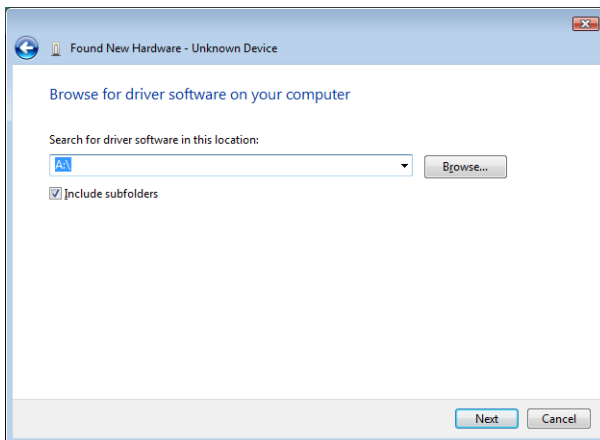 Found New Hardware - Unknown Device
Browse for driver software on your computer
Search for driver software in this location:
A:\
Browse...
Include subfolders
Next
Cancel